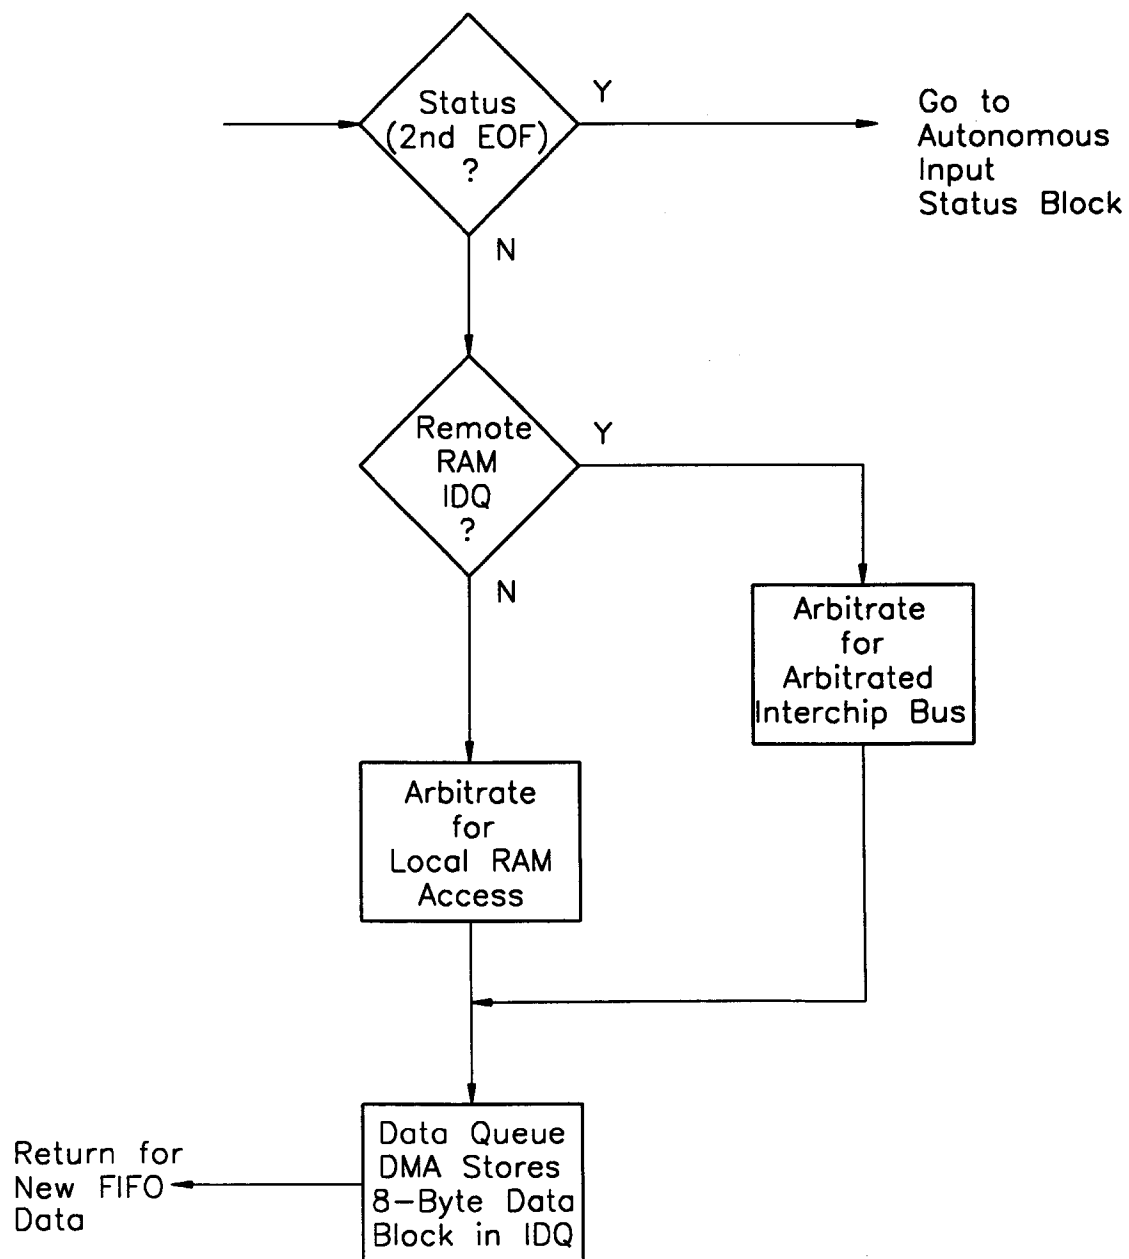 Status
(2nd EOF)
?
Y
Go to
Autonomous
Input
Status Block
N
Remote
RAM
IDQ
?
Y
N
Arbitrate
for
Arbitrated
Interchip Bus
Arbitrate
for
Local RAM
Access
Data Queue
DMA Stores
8-Byte Data
Block in IDQ
Return for
New FIFO
Data